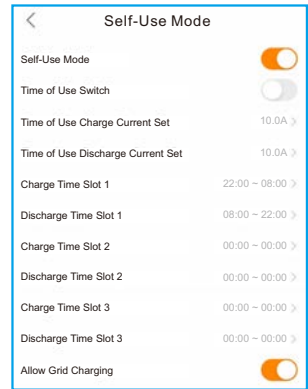 Self-Use Mode
Self-Use Mode
Time of Use Switch
Time of Use Charge Current Set 10.0A
Time of Use Discharge Current Set 10.0A
Charge Time Slot 1 22:00 ~ 08:00
Discharge Time Slot 1 08:00 ~ 22:00
Charge Time Slot 2 00:00 ~ 00:00
Discharge Time Slot 2 00:00 ~ 00:00
Charge Time Slot 3 00:00 ~ 00:00
Discharge Time Slot 3 00:00 ~ 00:00
Allow Grid Charging